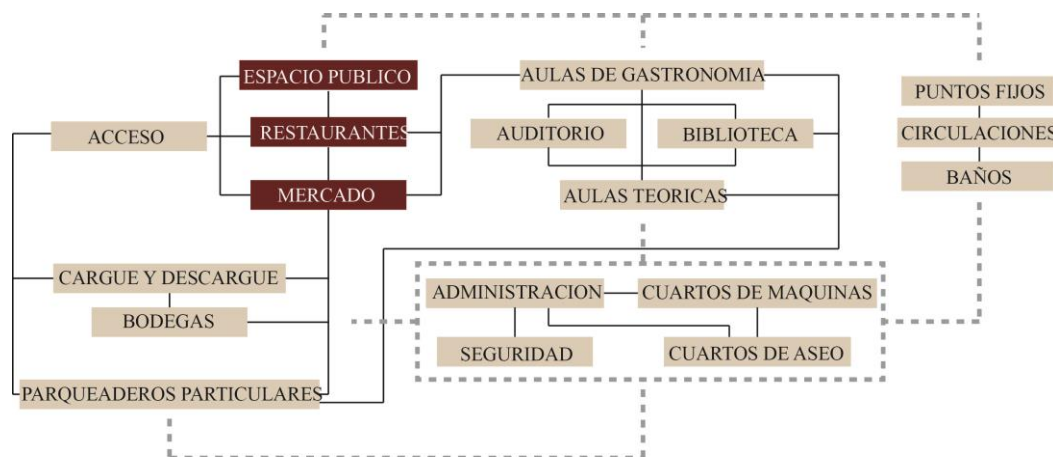 ESPACIO PUBLICO
RESTAURANTES
MERCADO
ACCESO
CARGUE Y DESCARGUE
BODEGAS
PARQUEADEROS PARTICULARES
AULAS DE GASTRONOMIA
AUDITORIO
BIBLIOTECA
AULAS TEORICAS
ADMINISTRACION
CUARTOS DE MAQUINAS
SEGURIDAD
CUARTOS DE ASEO
PUNTOS FIJOS
CIRCULACIONES
BAÑOS